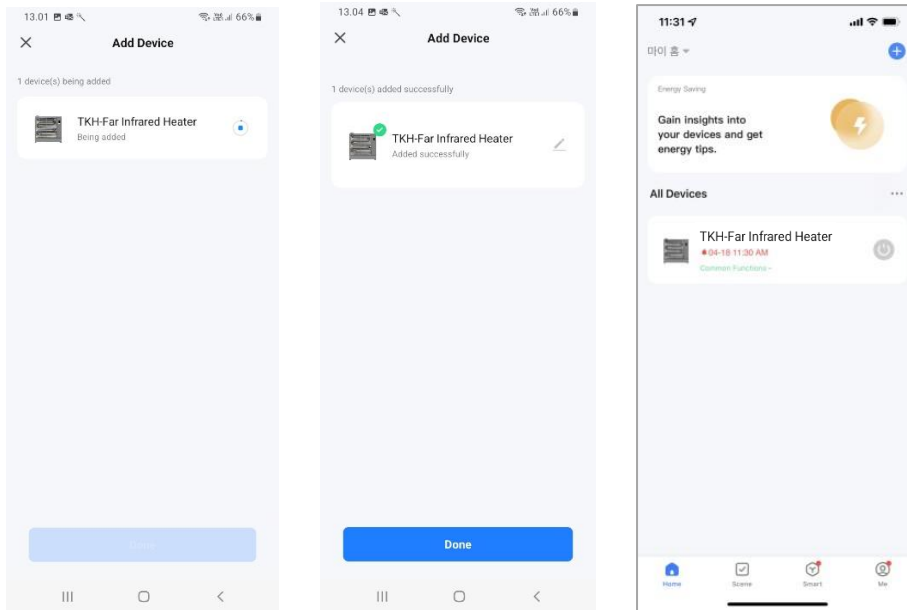 13.01
66%
Add Device
1 device(s) being added
TKH-Far Infrared Heater
Being added
Done
13.04
66%
Add Device
1 device(s) added successfully
TKH-Far Infrared Heater
Added successfully
Done
11:31
마이 홈
Energy Saving
Gain insights into
your devices and get
energy tips.
All Devices
TKH-Far Infrared Heater
04-18 11:30 AM
Common Functions
Home
Scene
Smart
Me